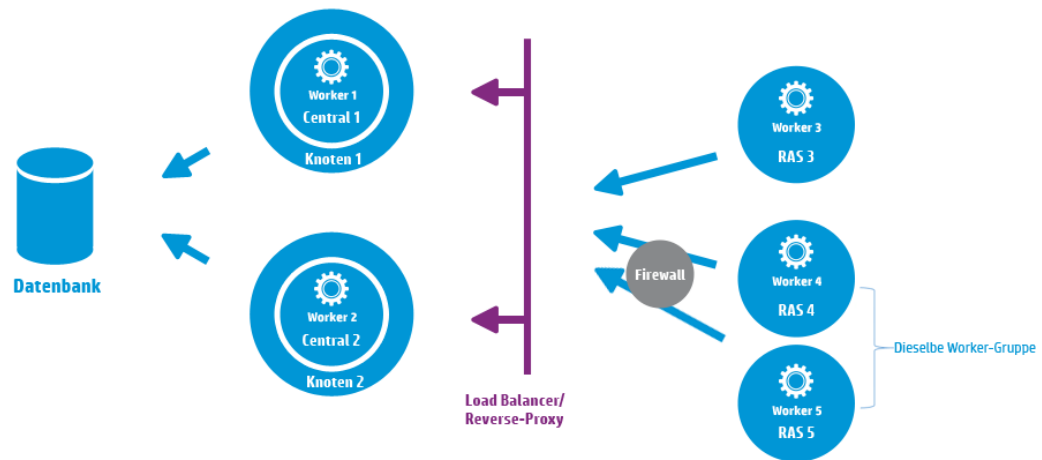 Worker 1
Central 1
Knoten 1
Datenbank
Worker 2
Central 2
Knoten 2
Load Balancer/
Reverse-Proxy
Worker 3
RAS 3
Firewall
Worker 4
RAS 4
Dieselbe Worker-Gruppe
Worker 5
RAS 5